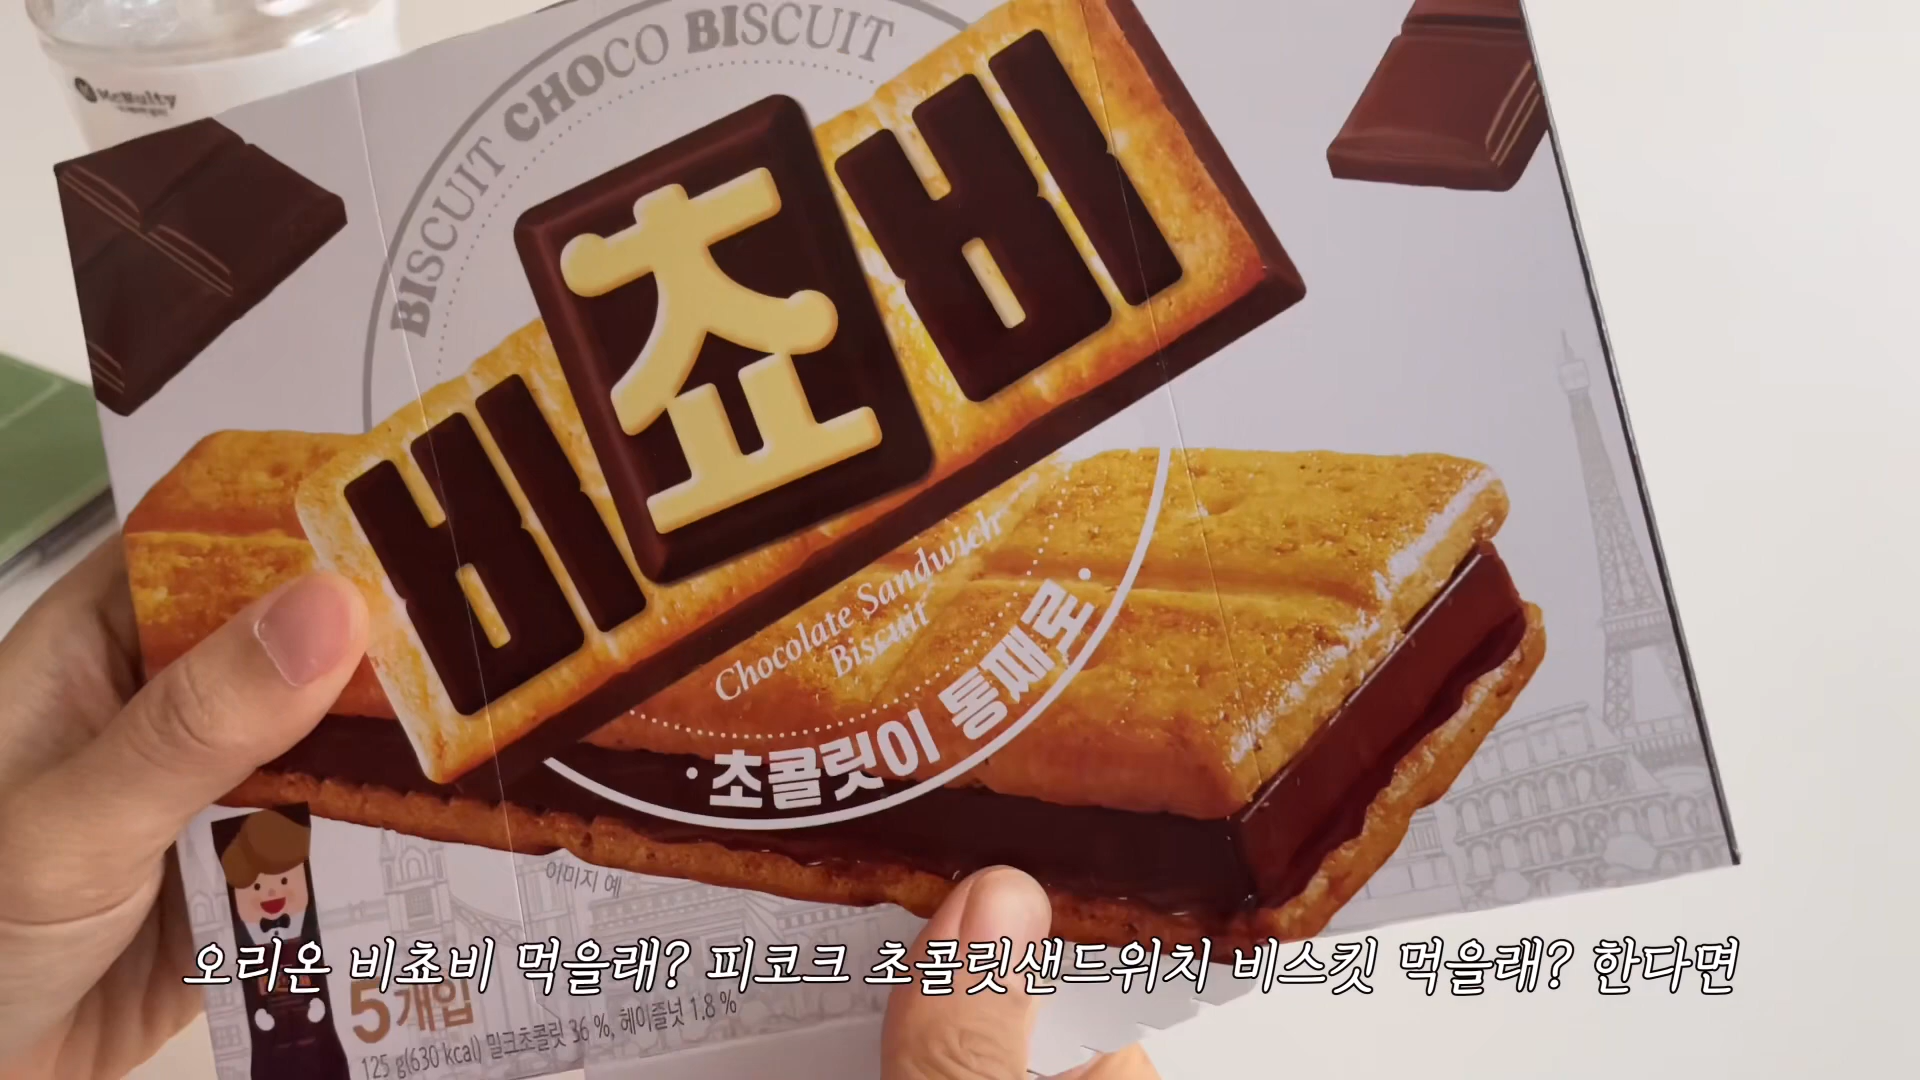 McNulty
BISCUIT CHOCO BISCUIT
비쵸비
Chocolate Sandwich
Biscuit
·초콜릿이 통째로·
이미지 예
5개입
125 g(630 kcal) 밀크초콜릿 36 %, 헤이즐넛 1.8 %
오리온 비쵸비 먹을래? 피코크 초콜릿샌드위치 비스킷 먹을래? 한다면